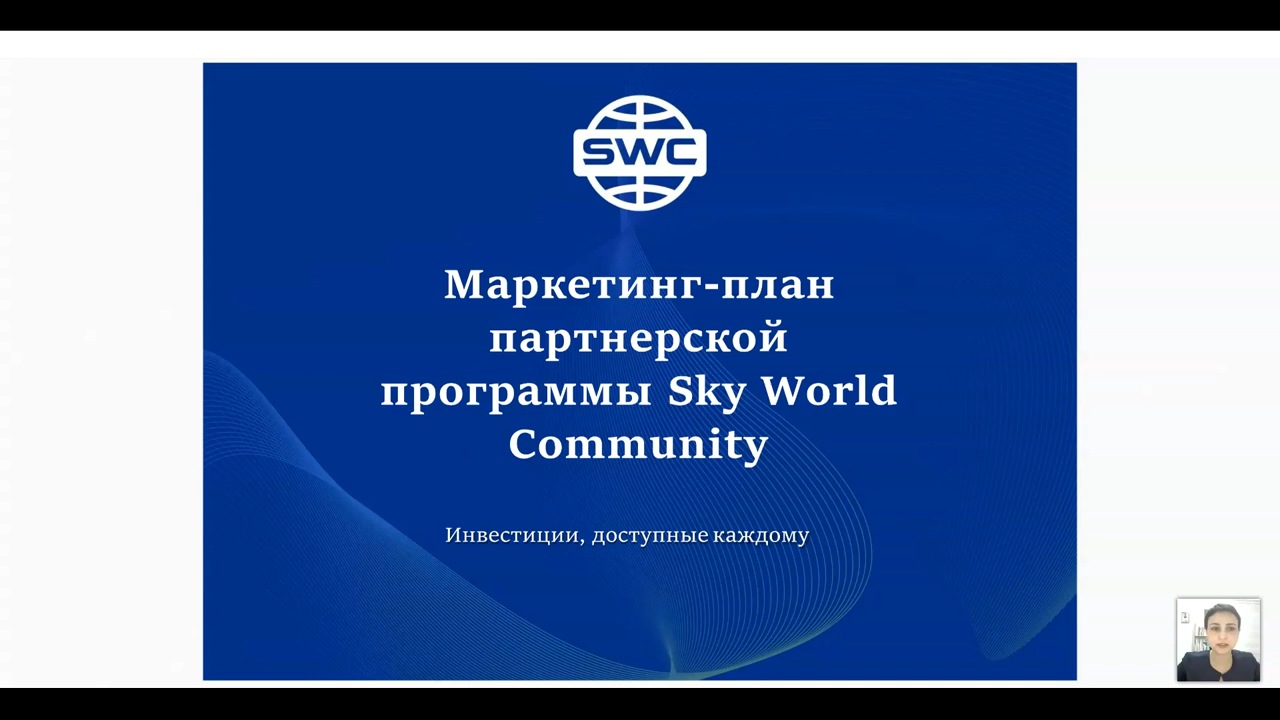 SWC
Маркетинг-план
партнерской
программы Sky World
Community
Инвестиции, доступные каждому